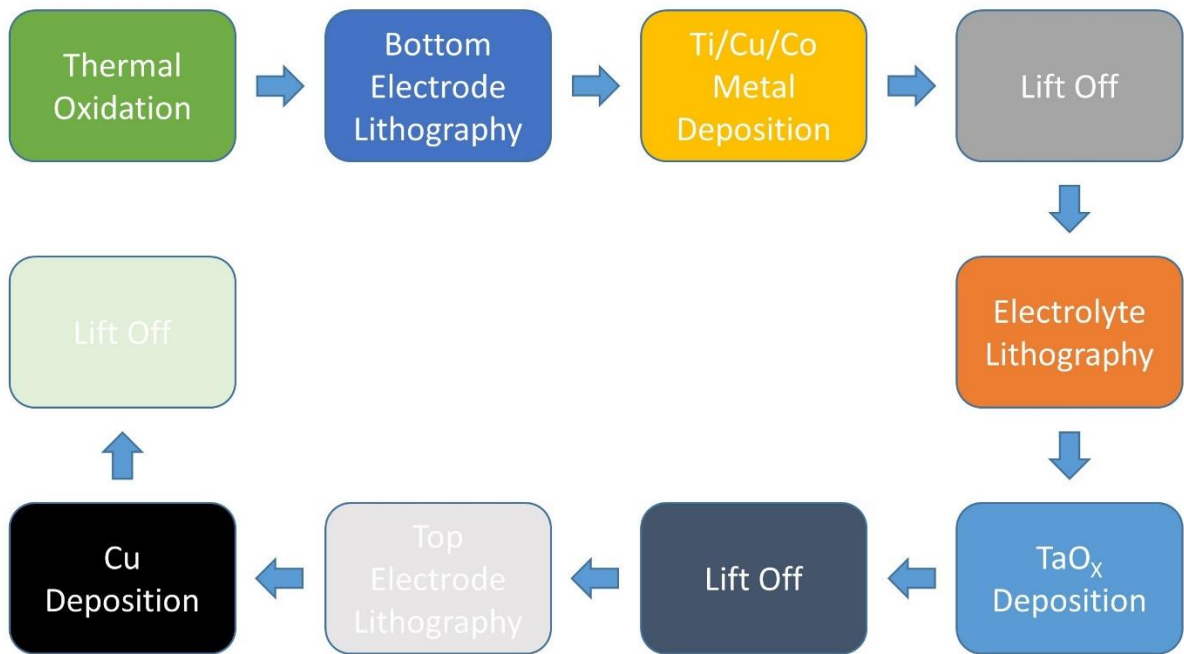 Thermal
Oxidation
Bottom
Electrode
Lithography
Ti/Cu/Co
Metal
Deposition
Lift Off
Electrolyte
Lithography
TaOₓ
Deposition
Lift Off
Top
Electrode
Lithography
Cu
Deposition
Lift Off